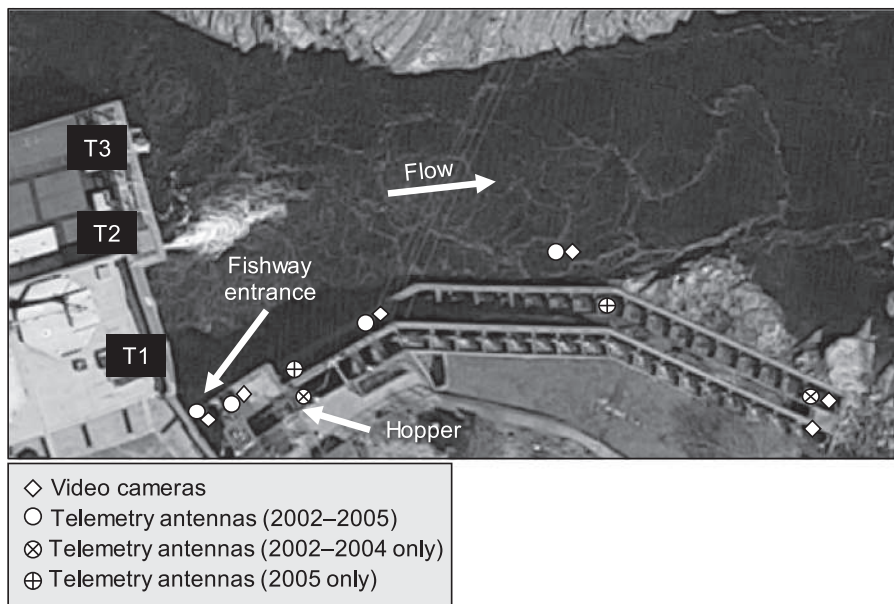 T3
Flow
T2
Fishway
entrance
T1
Hopper
Video cameras
Telemetry antennas (2002–2005)
Telemetry antennas (2002–2004 only)
Telemetry antennas (2005 only)